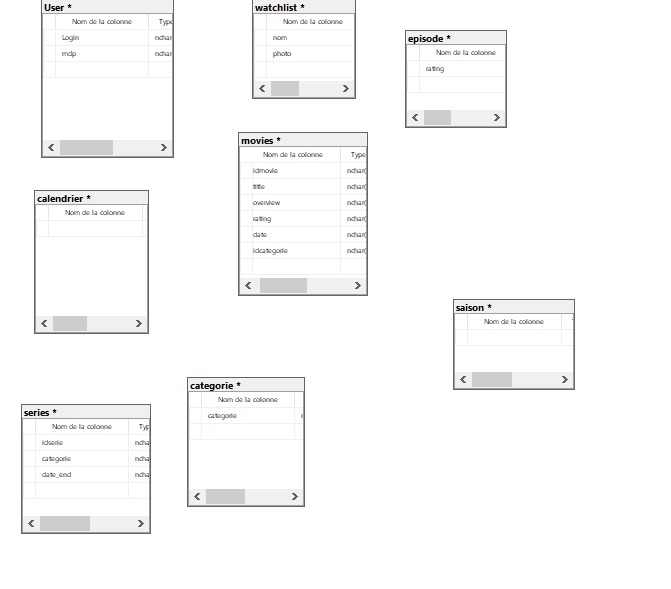 User *
Nom de la colonne Type
Login nchar
mdp nchar
watchlist *
Nom de la colonne
nom
photo
episode *
Nom de la colonne
rating
movies *
Nom de la colonne Type
idmovie nchar(
title nchar(
overview nchar(
rating nchar(
date nchar(
idcategorie nchar(
calendrier *
Nom de la colonne
saison *
Nom de la colonne
categorie *
Nom de la colonne
categorie
series *
Nom de la colonne Typ
idserie ncha
categorie ncha
date_end ncha